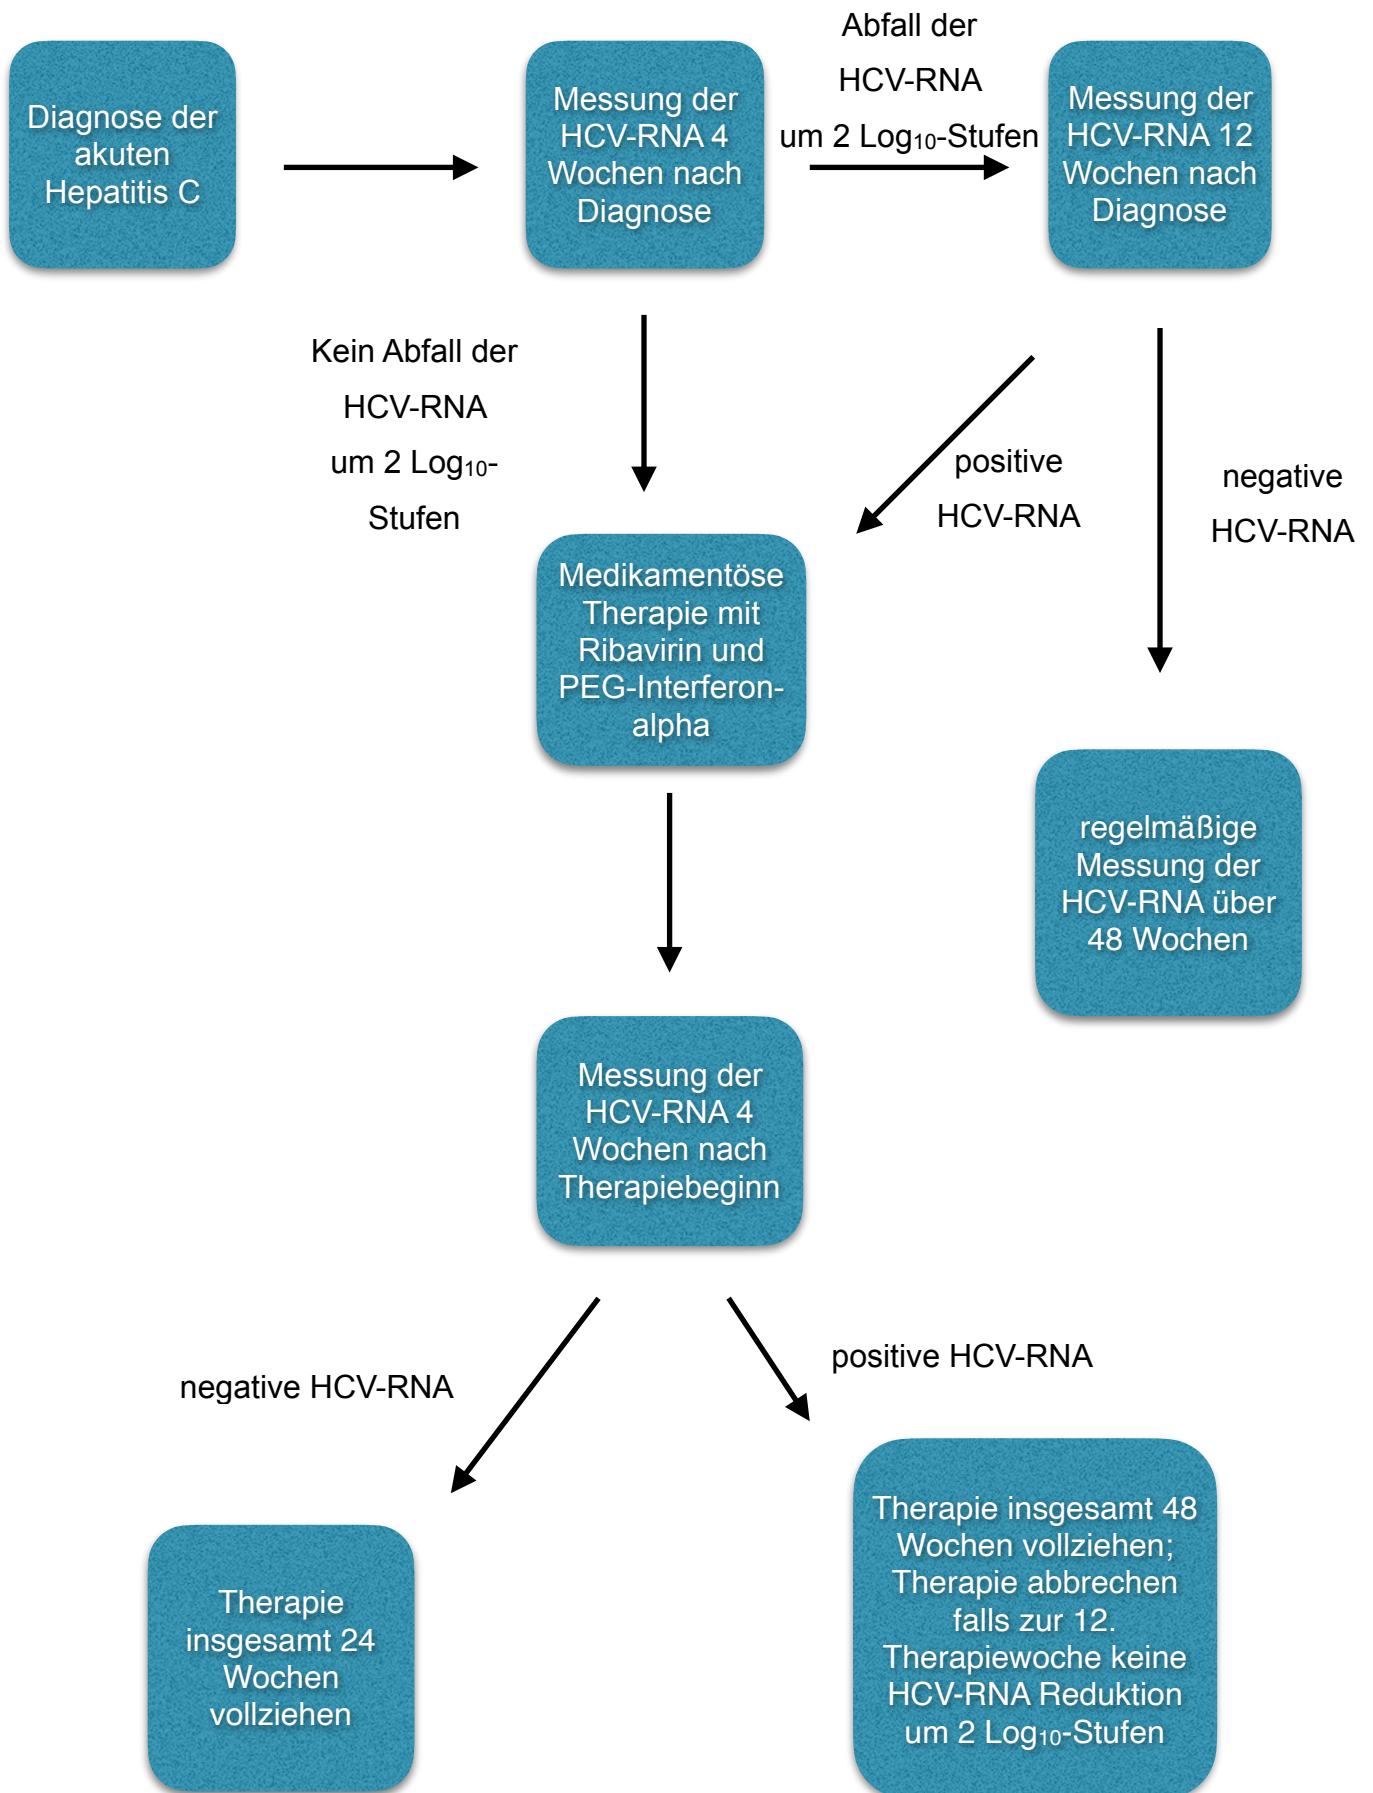 Diagnose der
akuten
Hepatitis C
Messung der
HCV-RNA 4
Wochen nach
Diagnose
Abfall der
HCV-RNA
um 2 Log₁₀-Stufen
Messung der
HCV-RNA 12
Wochen nach
Diagnose
Kein Abfall der
HCV-RNA
um 2 Log₁₀-
Stufen
positive
HCV-RNA
negative
HCV-RNA
Medikamentöse
Therapie mit
Ribavirin und
PEG-Interferon-
alpha
regelmäßige
Messung der
HCV-RNA über
48 Wochen
Messung der
HCV-RNA 4
Wochen nach
Therapiebeginn
negative HCV-RNA
positive HCV-RNA
Therapie
insgesamt 24
Wochen
vollziehen
Therapie insgesamt 48
Wochen vollziehen;
Therapie abbrechen
falls zur 12.
Therapiewoche keine
HCV-RNA Reduktion
um 2 Log₁₀-Stufen